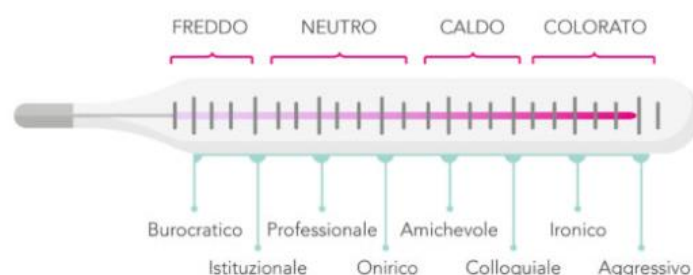 FREDDO NEUTRO CALDO COLORATO
Burocratico Professionale Amichevole Ironico
Istituzionale Onirico Colloquiale Aggressivo